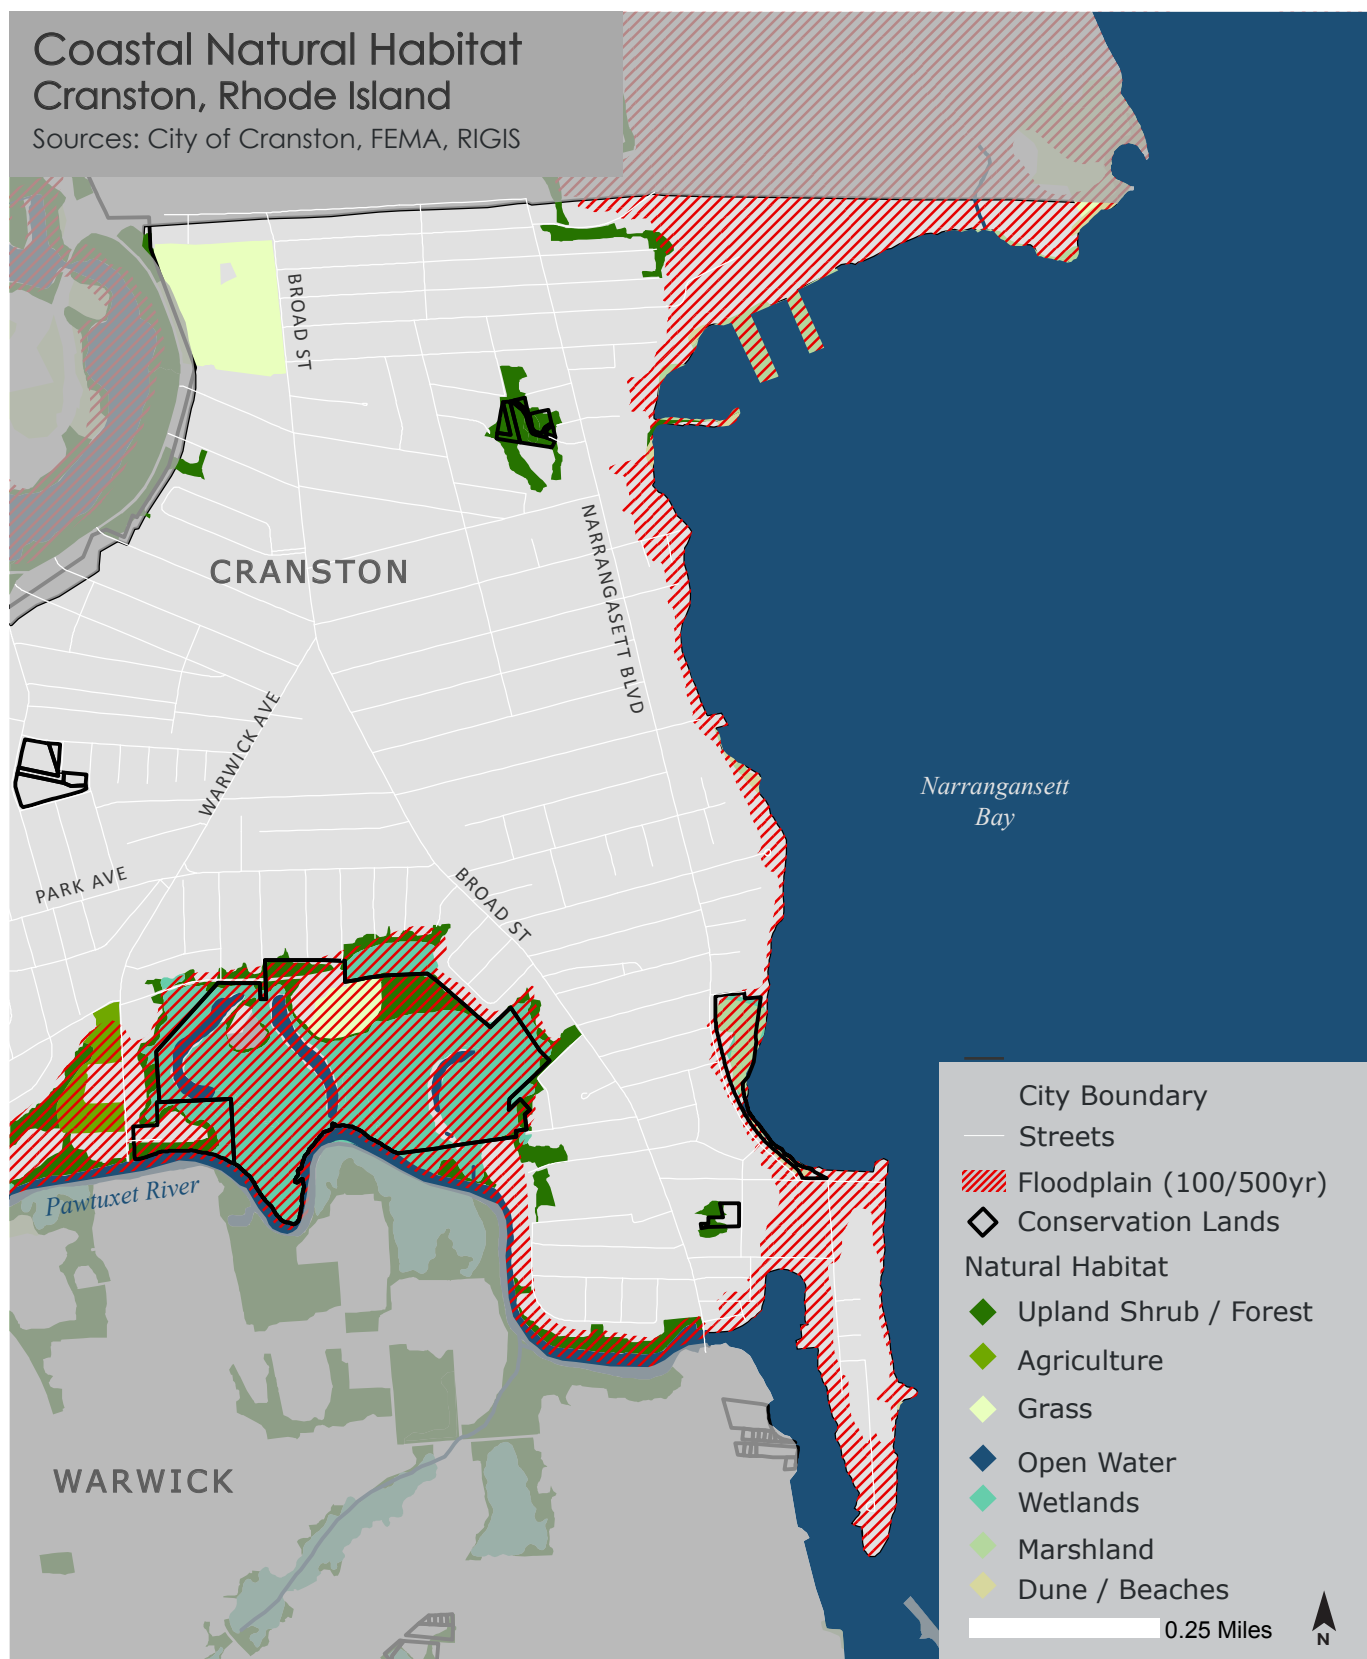 Coastal Natural Habitat
Cranston, Rhode Island
Sources: City of Cranston, FEMA, RIGIS
BROAD ST
CRANSTON
NARRANGASETT BLVD
WARWICK AVE
Narrangansett
Bay
PARK AVE
BROAD ST
Pawtuxet River
WARWICK
City Boundary
Streets
Floodplain (100/500yr)
Conservation Lands
Natural Habitat
Upland Shrub / Forest
Agriculture
Grass
Open Water
Wetlands
Marshland
Dune / Beaches
0.25 Miles
N